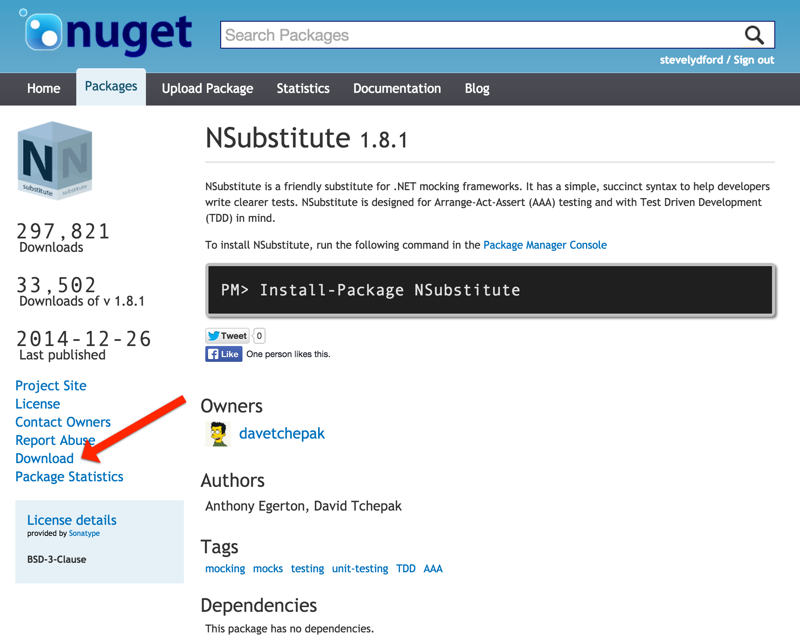 nuget
Search Packages
stevelydford / Sign out
Home Packages Upload Package Statistics Documentation Blog
N N
substitute substitute
297,821
Downloads
33,502
Downloads of v 1.8.1
2014-12-26
Last published
Project Site
License
Contact Owners
Report Abuse
Download
Package Statistics
License details
provided by Sonatype
BSD-3-Clause
NSubstitute 1.8.1
NSubstitute is a friendly substitute for .NET mocking frameworks. It has a simple, succinct syntax to help developers
write clearer tests. NSubstitute is designed for Arrange-Act-Assert (AAA) testing and with Test Driven Development
(TDD) in mind.
To install NSubstitute, run the following command in the Package Manager Console
PM> Install-Package NSubstitute
Tweet 0
Like One person likes this.
Owners
davetchepak
Authors
Anthony Egerton, David Tchepak
Tags
mocking mocks testing unit-testing TDD AAA
Dependencies
This package has no dependencies.